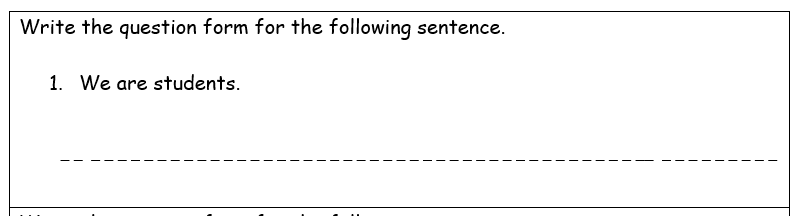 Write the question form for the following sentence.
1. We are students.